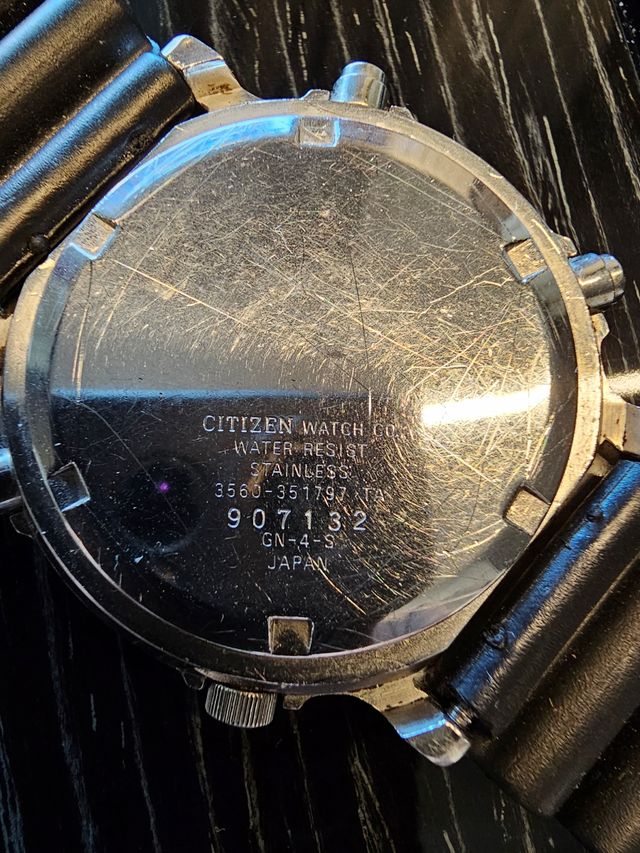 CITIZEN WATCH CO.
WATER RESIST
STAINLESS
3560-351797 TA
907132
GN-4-S
JAPAN